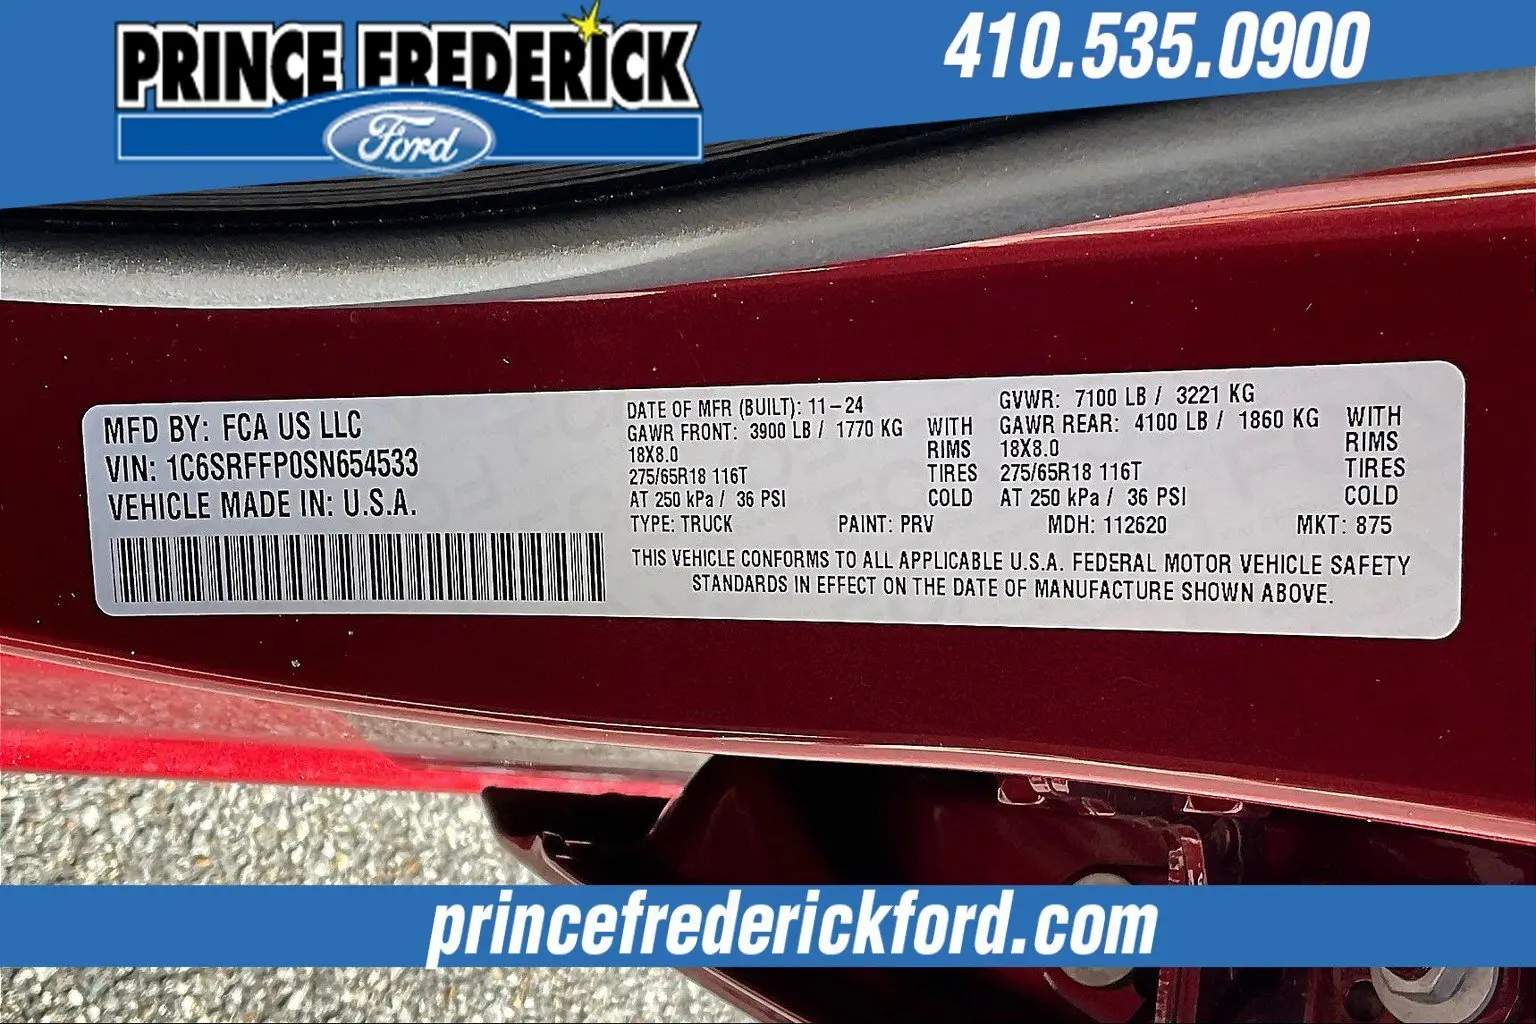 PRINCE FREDERICK
Ford
410.535.0900
MFD BY: FCA US LLC
VIN: 1C6SRFFP0SN654533
VEHICLE MADE IN: U.S.A.
DATE OF MFR (BUILT): 11-24
GAWR FRONT: 3900 LB / 1770 KG WITH
18X8.0 RIMS
275/65R18 116T TIRES
AT 250 kPa / 36 PSI COLD
GVWR: 7100 LB / 3221 KG
GAWR REAR: 4100 LB / 1860 KG WITH
18X8.0 RIMS
275/65R18 116T TIRES
AT 250 kPa / 36 PSI COLD
TYPE: TRUCK PAINT: PRV MDH: 112620 MKT: 875
THIS VEHICLE CONFORMS TO ALL APPLICABLE U.S.A. FEDERAL MOTOR VEHICLE SAFETY
STANDARDS IN EFFECT ON THE DATE OF MANUFACTURE SHOWN ABOVE.
princefrederickford.com